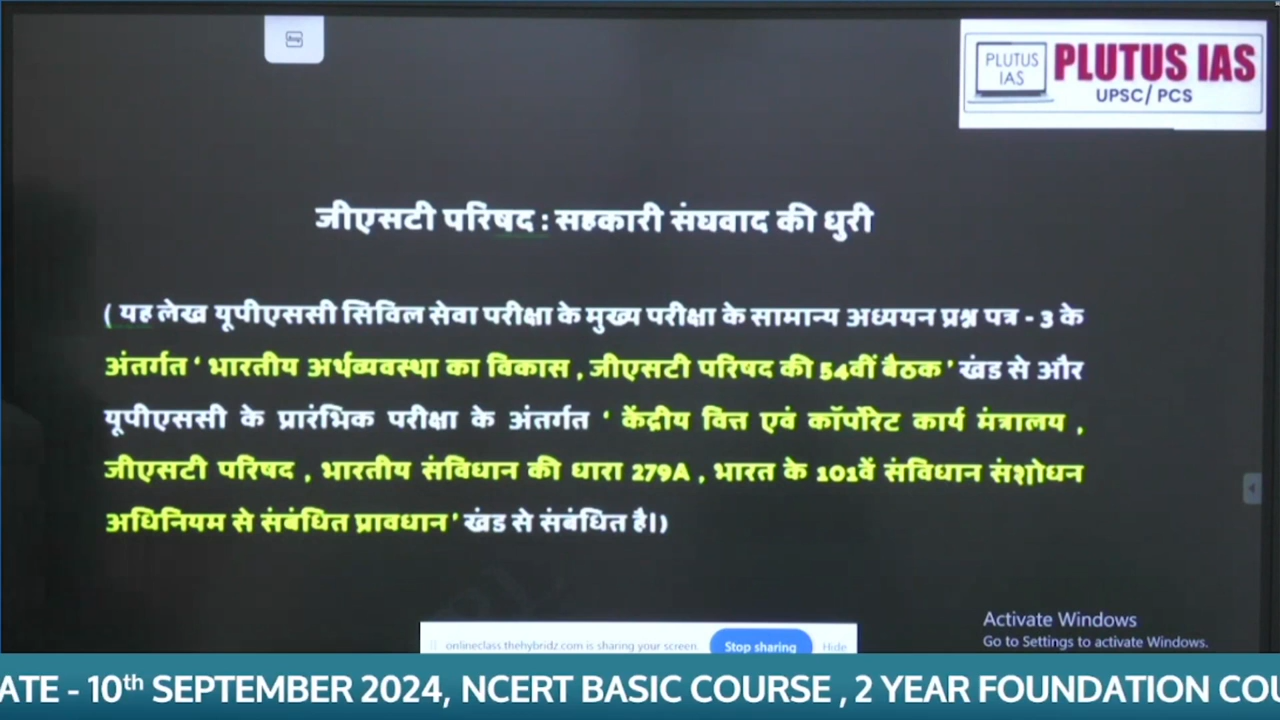 PLUTUS IAS
PLUTUS IAS
UPSC/ PCS
जीएसटी परिषद : सहकारी संघवाद की धुरी
( यह लेख यूपीएससी सिविल सेवा परीक्षा के मुख्य परीक्षा के सामान्य अध्ययन प्रश्न पत्र - 3 के
अंतर्गत ‘ भारतीय अर्थव्यवस्था का विकास , जीएसटी परिषद की 54वीं बैठक ’ खंड से और
यूपीएससी के प्रारंभिक परीक्षा के अंतर्गत ‘ केंद्रीय वित्त एवं कॉर्पोरेट कार्य मंत्रालय ,
जीएसटी परिषद , भारतीय संविधान की धारा 279A , भारत के 101वें संविधान संशोधन
अधिनियम से संबंधित प्रावधान ’ खंड से संबंधित है।)
Activate Windows
Go to Settings to activate Windows.
onlineclass.thehybridz.com is sharing your screen. Stop sharing Hide
ATE - 10th SEPTEMBER 2024, NCERT BASIC COURSE , 2 YEAR FOUNDATION COU